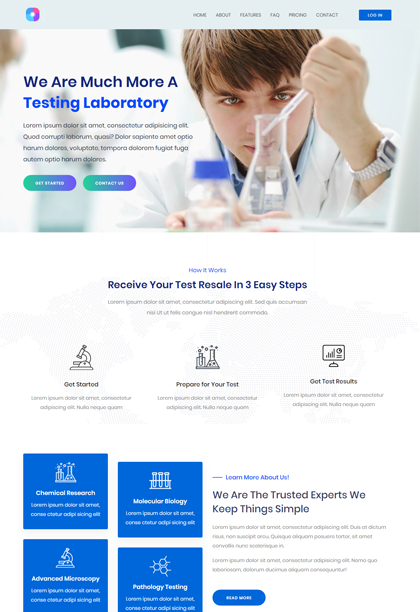 HOME ABOUT FEATURES FAQ PRICING CONTACT LOG IN
We Are Much More A
Testing Laboratory
Lorem ipsum dolor sit amet, consectetur adipisicing elit.
Quod corrupti laborum, quasi? Dolor sapiente amet optio
harum dolores, voluptate, tempora dolorem fugiat fuga
autem optio harum dolores.
GET STARTED CONTACT US
How It Works
Receive Your Test Resale In 3 Easy Steps
Lorem ipsum dolor sit amet, consectetur adipiscing elit. Sed quis accumsan
nisi Ut ut felis congue nisl hendrerit commodo.
Get Started
Lorem ipsum dolor sit amet, consectetur
adipiscing elit. Nulla neque quam
Prepare for Your Test
Lorem ipsum dolor sit amet, consectetur
adipiscing elit. Nulla neque quam
Get Test Results
Lorem ipsum dolor sit amet, consectetur
adipiscing elit. Nulla neque quam
Chemical Research
Lorem ipsum dolor sit amet,
conse ctetur adip sicing elit
Molecular Biology
Lorem ipsum dolor sit amet,
conse ctetur adip sicing elit
Advanced Microscopy
Lorem ipsum dolor sit amet,
conse ctetur adip sicing elit
Pathology Testing
Lorem ipsum dolor sit amet,
conse ctetur adip sicing elit
Learn More About Us!
We Are The Trusted Experts We
Keep Things Simple
Lorem ipsum dolor sit amet, consectetur adipiscing elit. Ut elit
risus, non suscipit arcu. Quisque aliquam posuere tortor, sit amet
convallis nunc scelerisque in.
Lorem ipsum dolor sit amet, consectetur adipisicing elit. Nemo quo
laboriosam, dolorem ipsum aliquam consequuntur!
READ MORE